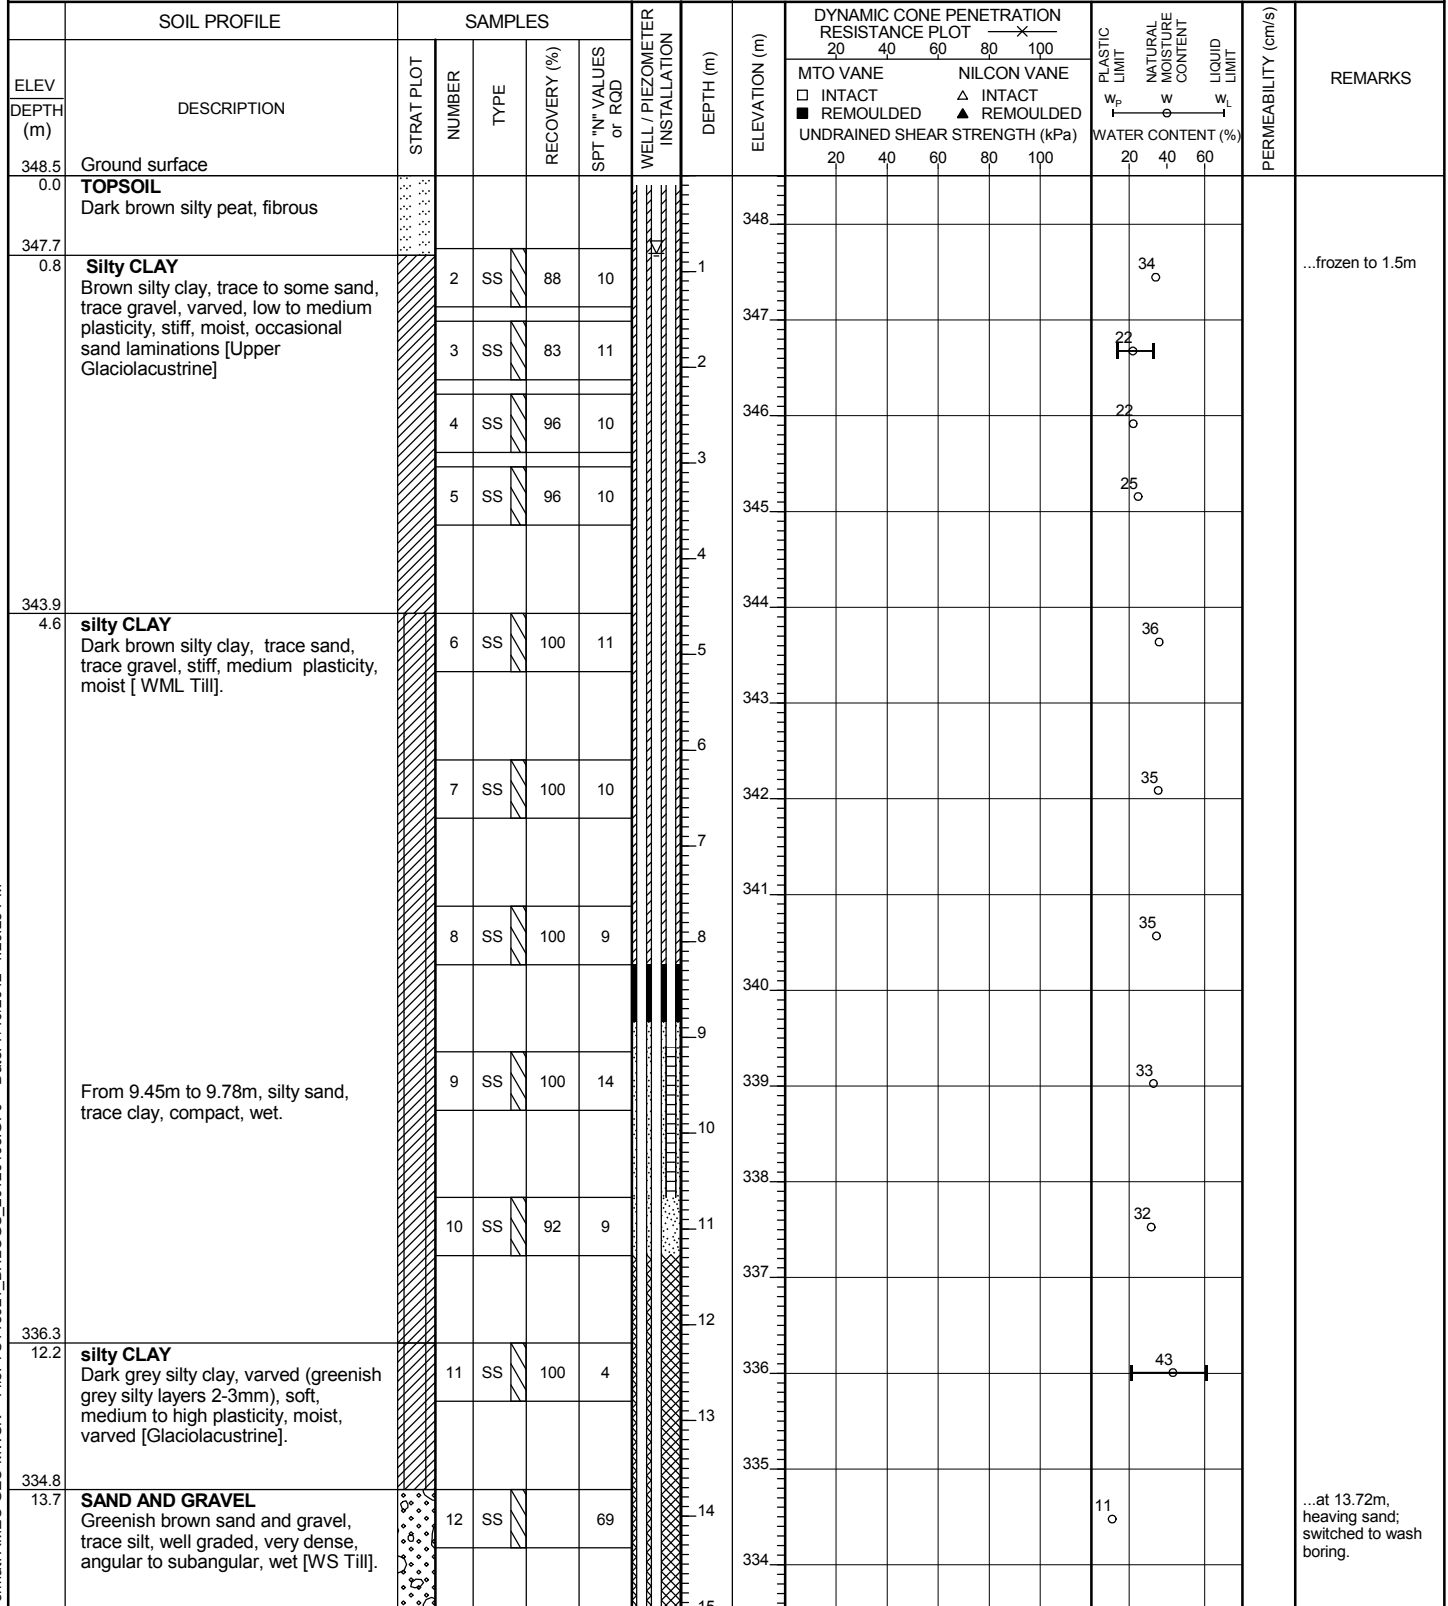 SOIL PROFILE
SAMPLES
ELEV
DEPTH
(m)
DESCRIPTION
STRAT PLOT
NUMBER
TYPE
RECOVERY (%)
SPT "N" VALUES
or RQD
WELL / PIEZOMETER
INSTALLATION
DEPTH (m)
ELEVATION (m)
DYNAMIC CONE PENETRATION
RESISTANCE PLOT
20 40 60 80 100
MTO VANE NILCON VANE
INTACT INTACT
REMOULDED REMOULDED
UNDRAINED SHEAR STRENGTH (kPa)
20 40 60 80 100
PLASTIC
LIMIT
NATURAL
MOISTURE
CONTENT
LIQUID
LIMIT
WP W WL
WATER CONTENT (%)
20 40 60
PERMEABILITY (cm/s)
REMARKS
348.5 Ground surface
0.0 TOPSOIL
Dark brown silty peat, fibrous
348
347.7
0.8 Silty CLAY
Brown silty clay, trace to some sand,
trace gravel, varved, low to medium
plasticity, stiff, moist, occasional
sand laminations [Upper
Glaciolacustrine]
2 SS 88 10
1
34
...frozen to 1.5m
347
3 SS 83 11
22
2
346
4 SS 96 10
22
3
5 SS 96 10
25
345
4
344
343.9
4.6 silty CLAY
Dark brown silty clay, trace sand,
trace gravel, stiff, medium plasticity,
moist [ WML Till].
6 SS 100 11
36
5
343
6
7 SS 100 10
35
342
7
341
8 SS 100 9
8
35
340
9
From 9.45m to 9.78m, silty sand,
trace clay, compact, wet.
9 SS 100 14
33
339
10
338
10 SS 92 9
11
32
337
12
336.3
12.2 silty CLAY
Dark grey silty clay, varved (greenish
grey silty layers 2-3mm), soft,
medium to high plasticity, moist,
varved [Glaciolacustrine].
11 SS 100 4
43
336
13
335
334.8
13.7 SAND AND GRAVEL
Greenish brown sand and gravel,
trace silt, well graded, very dense,
angular to subangular, wet [WS Till].
12 SS 69
14
11
...at 13.72m,
heaving sand;
switched to wash
boring.
334